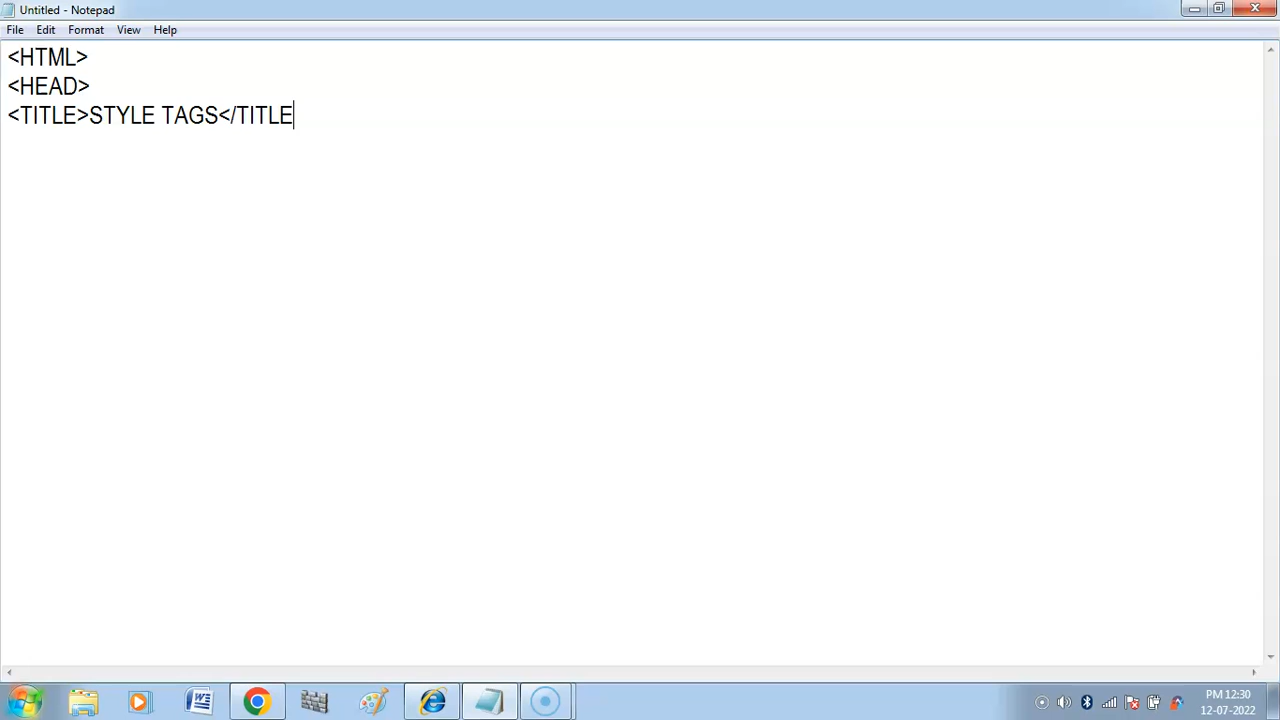 Untitled - Notepad
File Edit Format View Help
<HTML>
<HEAD>
<TITLE>STYLE TAGS</TITLE
PM 12:30
12-07-2022